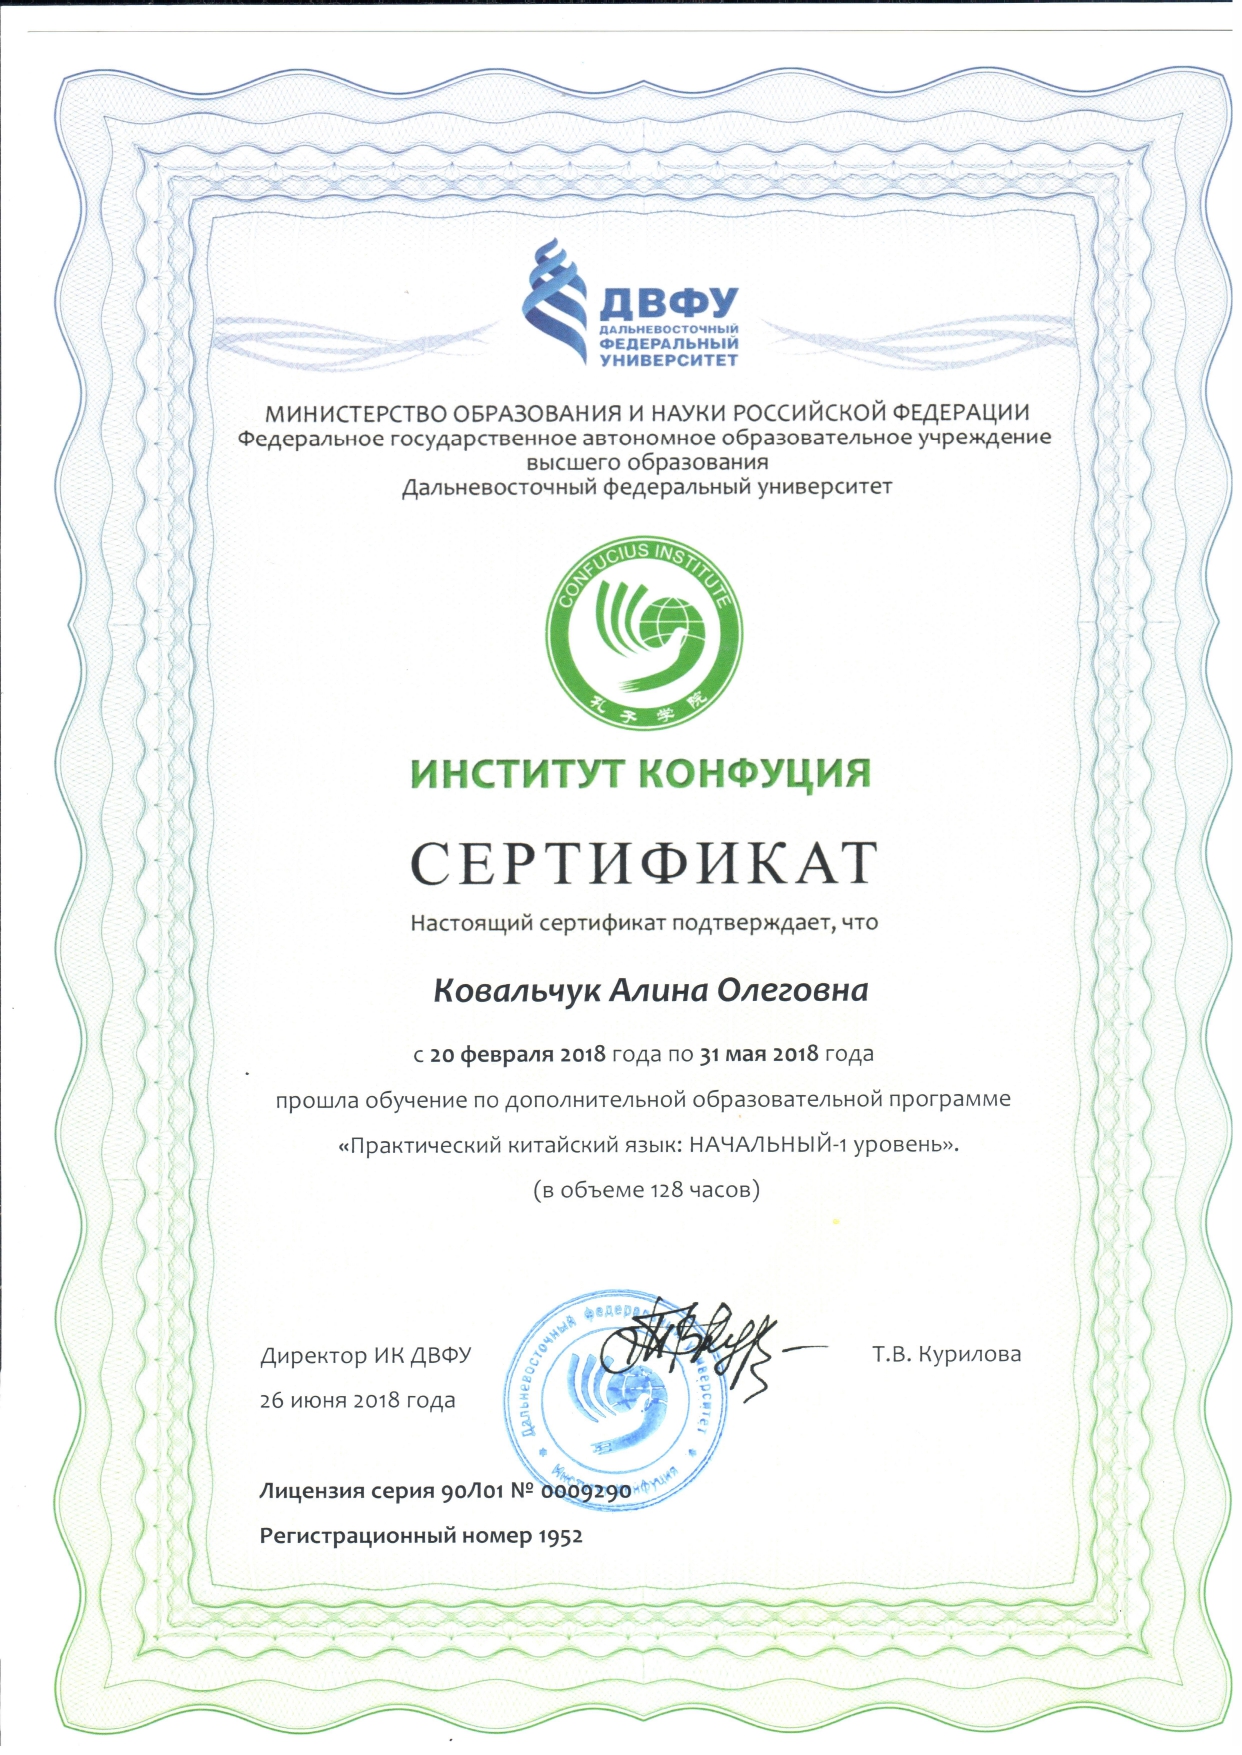 ДВФУ
ДАЛЬНЕВОСТОЧНЫЙ
ФЕДЕРАЛЬНЫЙ
УНИВЕРСИТЕТ
МИНИСТЕРСТВО ОБРАЗОВАНИЯ И НАУКИ РОССИЙСКОЙ ФЕДЕРАЦИИ
Федеральное государственное автономное образовательное учреждение
высшего образования
Дальневосточный федеральный университет
CONFUCIUS INSTITUTE
孔子学院
ИНСТИТУТ КОНФУЦИЯ
СЕРТИФИКАТ
Настоящий сертификат подтверждает, что
Ковальчук Алина Олеговна
с 20 февраля 2018 года по 31 мая 2018 года
прошла обучение по дополнительной образовательной программе
«Практический китайский язык: НАЧАЛЬНЫЙ-1 уровень».
(в объеме 128 часов)
Дальневосточный федеральный университет
Институт Конфуция
Директор ИК ДВФУ
Т.В. Курилова
26 июня 2018 года
Лицензия серия 90Л01 № 0009290
Регистрационный номер 1952